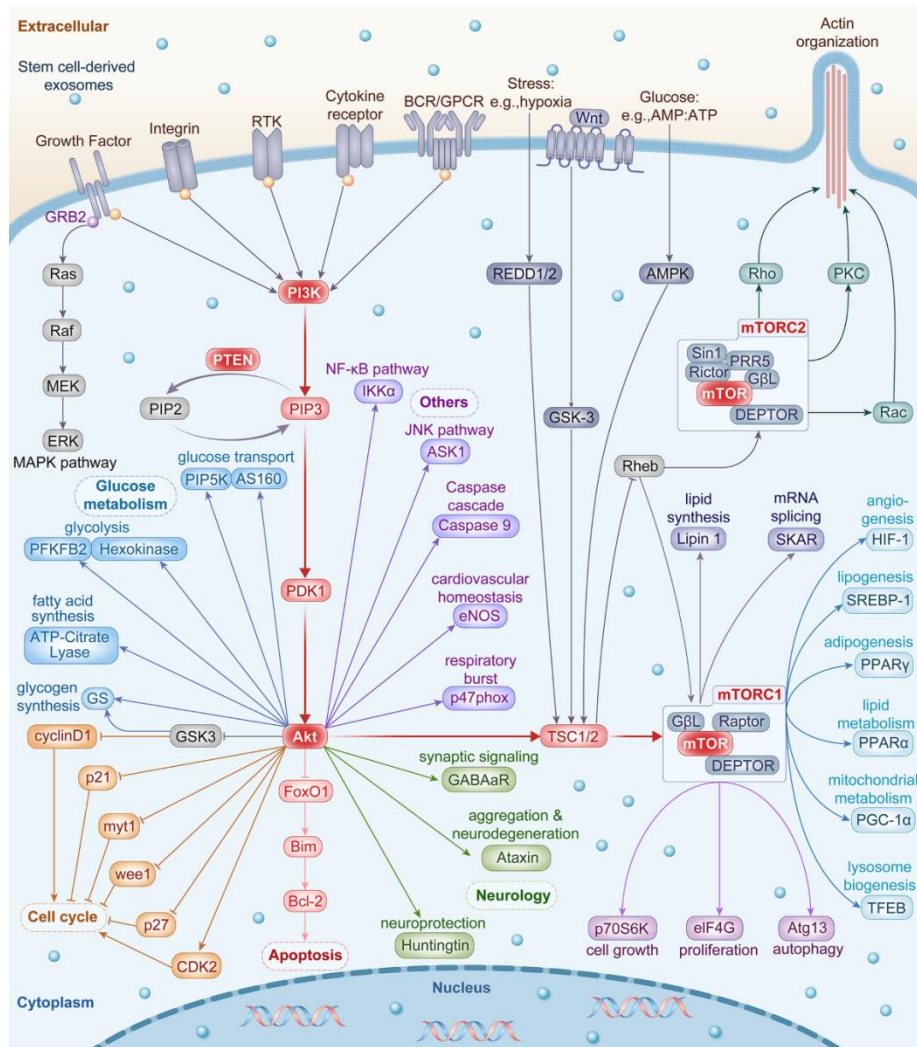 Extracellular
Stem cell-derived
exosomes
Growth Factor
Integrin
RTK
Cytokine
receptor
BCR/GPCR
Stress:
e.g.,hypoxia
Wnt
Glucose:
e.g.,AMP:ATP
Actin
organization
GRB2
Ras
Raf
MEK
ERK
MAPK pathway
PI3K
REDD1/2
AMPK
Rho
PKC
mTORC2
Sin1
PRR5
Rictor
GβL
mTOR
DEPTOR
Rac
PTEN
PIP2
PIP3
NF-κB pathway
IKKα
Others
JNK pathway
ASK1
GSK-3
Rheb
glucose transport
PIP5K
AS160
Glucose
metabolism
glycolysis
PFKFB2
Hexokinase
Caspase
cascade
Caspase 9
lipid
synthesis
Lipin 1
mRNA
splicing
SKAR
angio-
genesis
HIF-1
PDK1
cardiovascular
homeostasis
eNOS
lipogenesis
SREBP-1
fatty acid
synthesis
ATP-Citrate
Lyase
respiratory
burst
p47phox
adipogenesis
PPARγ
glycogen
synthesis
GS
mTORC1
GβL
Raptor
mTOR
DEPTOR
lipid
metabolism
PPARα
cyclinD1
GSK3
Akt
TSC1/2
p21
FoxO1
synaptic signaling
GABAaR
mitochondrial
metabolism
PGC-1α
myt1
Bim
aggregation &
neurodegeneration
Ataxin
wee1
Bcl-2
Neurology
lysosome
biogenesis
TFEB
Cell cycle
p27
neuroprotection
Huntingtin
p70S6K
cell growth
eIF4G
proliferation
Atg13
autophagy
CDK2
Apoptosis
Cytoplasm
Nucleus